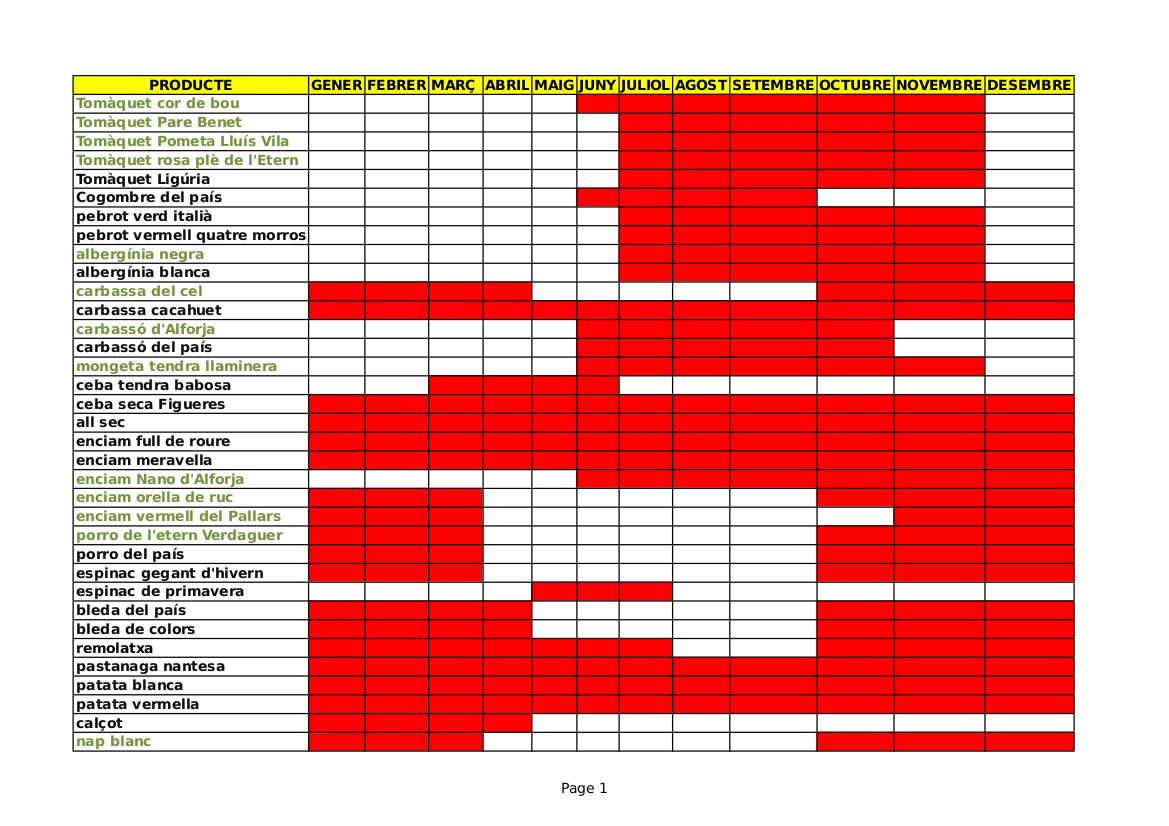 PRODUCTE GENER FEBRER MARÇ ABRIL MAIG JUNY JULIOL AGOST SETEMBRE OCTUBRE NOVEMBRE DESEMBRE
Tomàquet cor de bou
Tomàquet Pare Benet
Tomàquet Pometa Lluís Vila
Tomàquet rosa plè de l'Etern
Tomàquet Ligúria
Cogombre del país
pebrot verd italià
pebrot vermell quatre morros
albergínia negra
albergínia blanca
carbassa del cel
carbassa cacahuet
carbassó d'Alforja
carbassó del país
mongeta tendra llaminera
ceba tendra babosa
ceba seca Figueres
all sec
enciam full de roure
enciam meravella
enciam Nano d'Alforja
enciam orella de ruc
enciam vermell del Pallars
porro de l'etern Verdaguer
porro del país
espinac gegant d'hivern
espinac de primavera
bleda del país
bleda de colors
remolatxa
pastanaga nantesa
patata blanca
patata vermella
calçot
nap blanc
Page 1